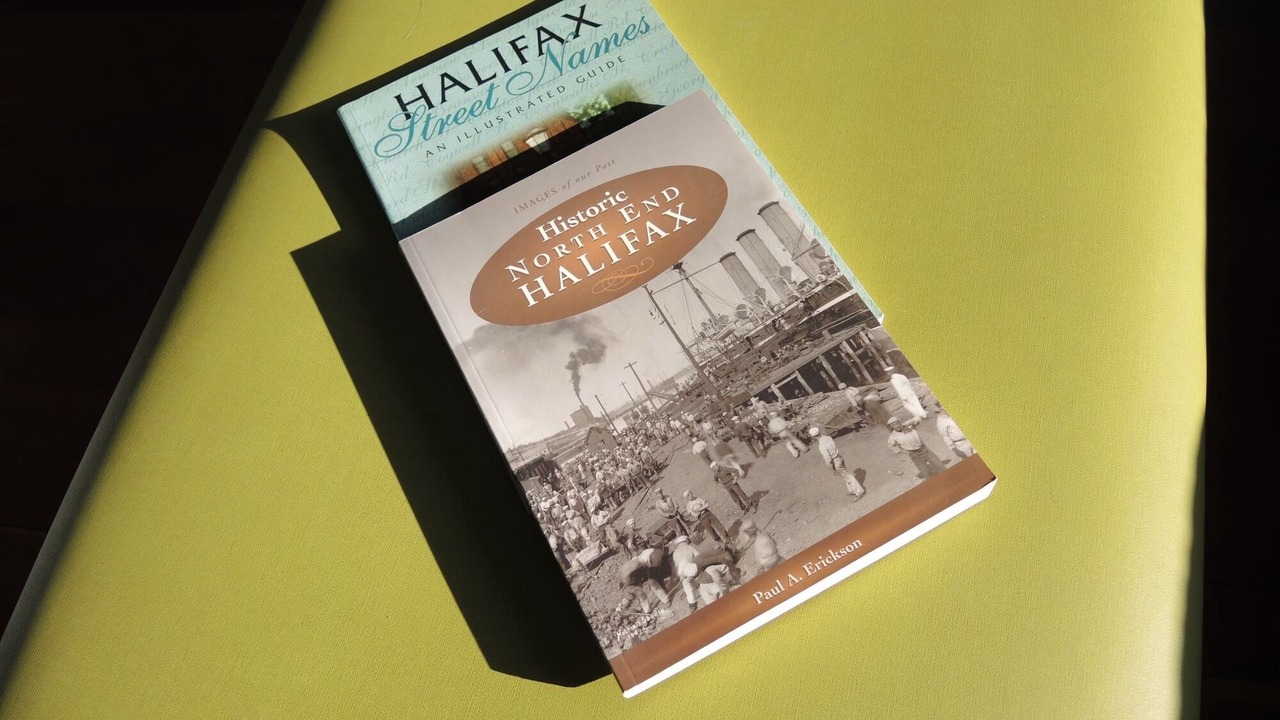 HALIFAX
Street Names
AN ILLUSTRATED GUIDE
IMAGES of our Past
Historic
NORTH END
HALIFAX
Paul A. Erickson